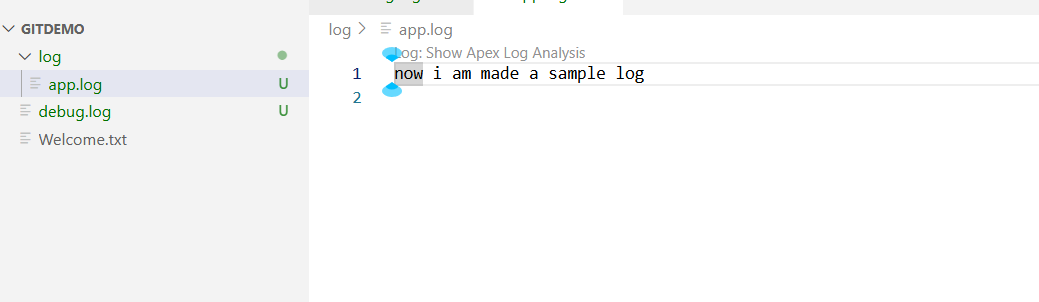 GITDEMO
log
app.log U
debug.log U
Welcome.txt
log > app.log
Log: Show Apex Log Analysis
1 now i am made a sample log
2